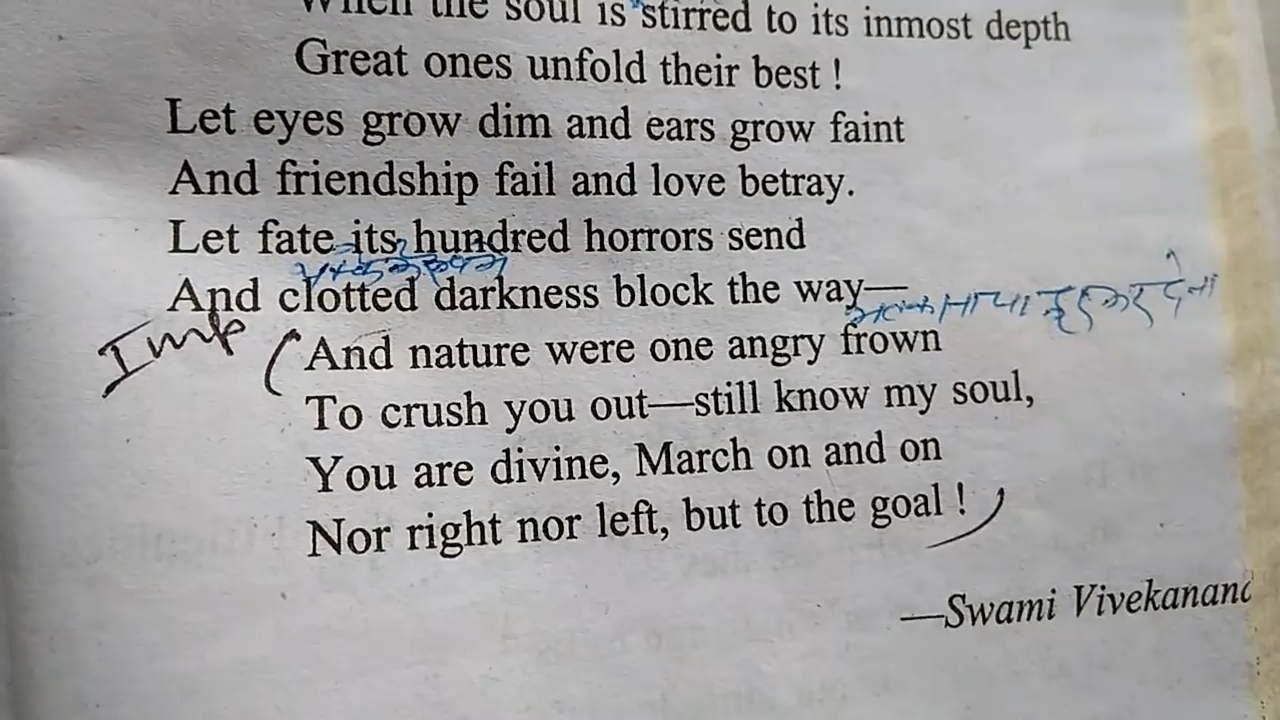 When the soul is stirred to its inmost depth
Great ones unfold their best !
Let eyes grow dim and ears grow faint
And friendship fail and love betray.
Let fate its hundred horrors send
And clotted darkness block the way—
Imp
And nature were one angry frown
To crush you out—still know my soul,
You are divine, March on and on
Nor right nor left, but to the goal !
—Swami Vivekanand